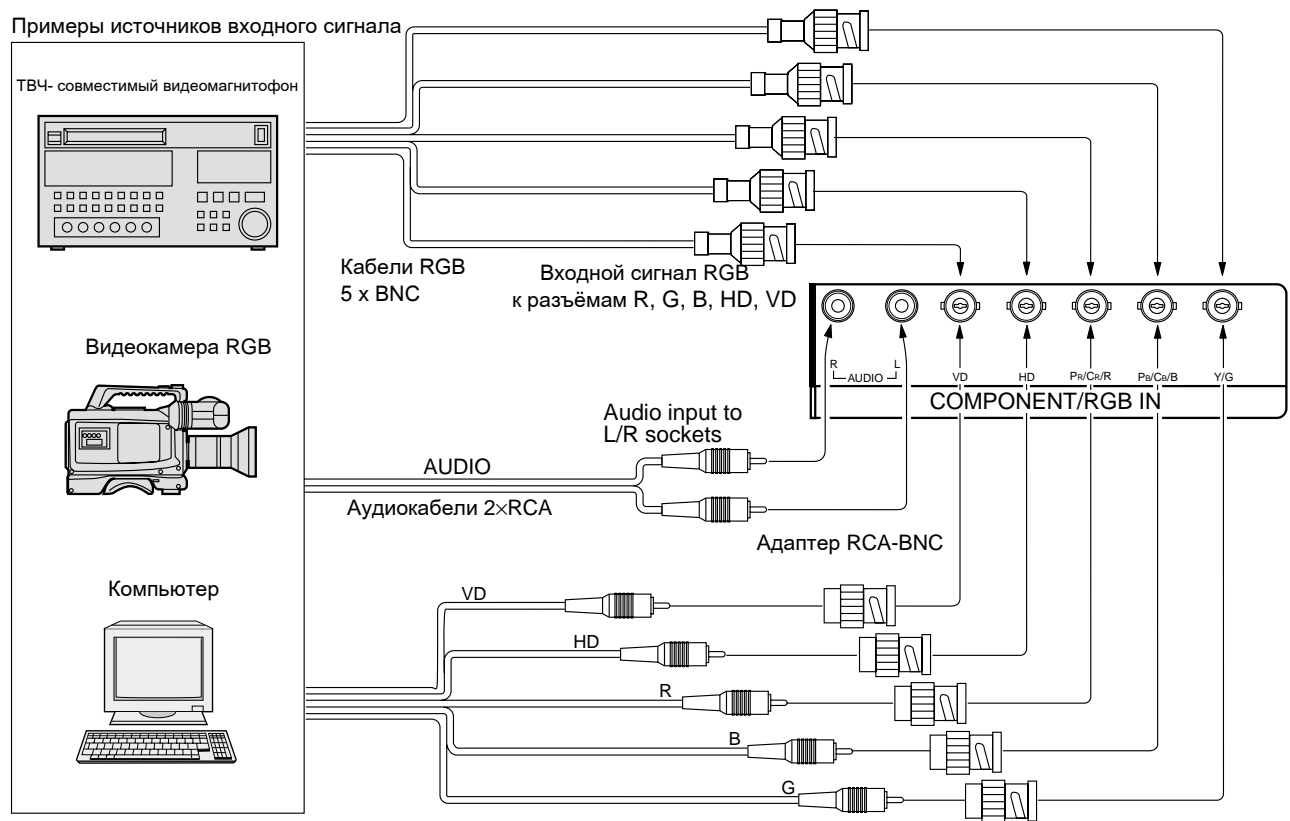 Примеры источников входного сигнала
ТВЧ- совместимый видеомагнитофон
Кабели RGB
5 x BNC
Входной сигнал RGB
к разъёмам R, G, B, HD, VD
Видеокамера RGB
R
L
AUDIO
VD
HD
PR/CR/R
PB/CB/B
Y/G
COMPONENT/RGB IN
Audio input to
L/R sockets
AUDIO
Аудиокабели 2×RCA
Адаптер RCA-BNC
Компьютер
VD
HD
R
B
G